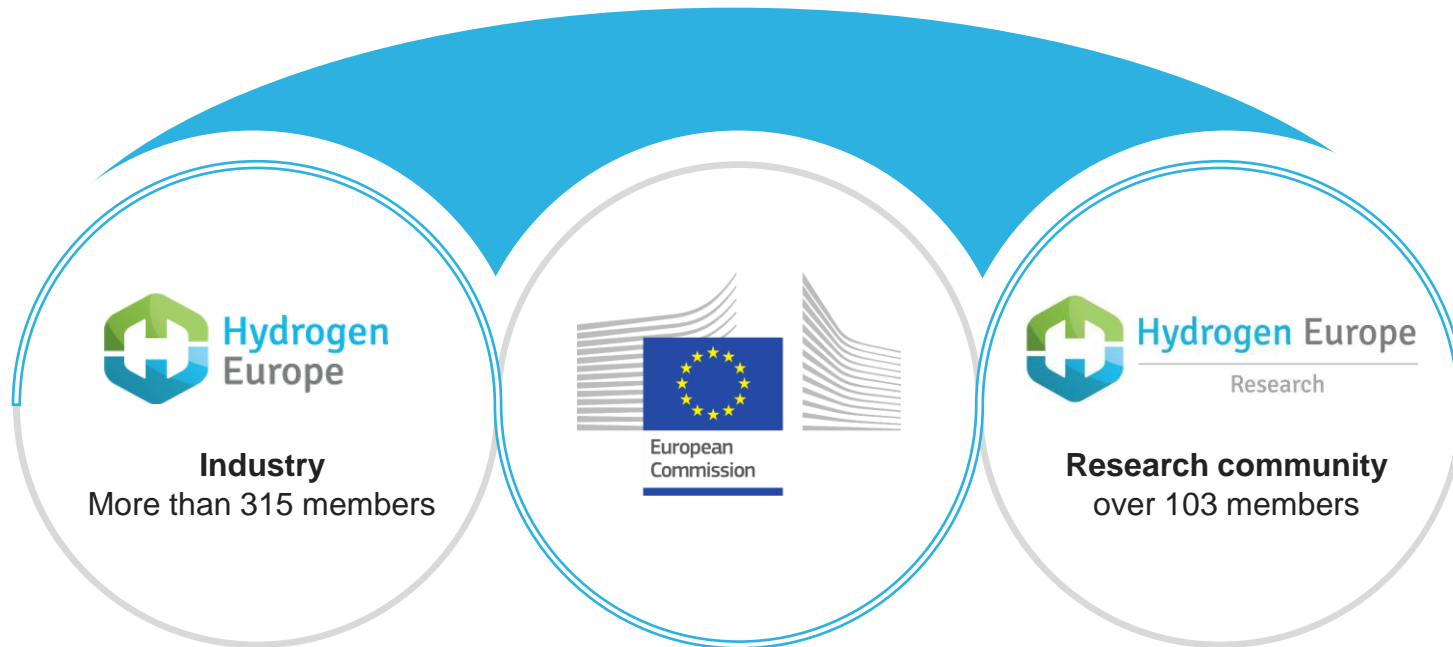 Hydrogen
Europe
Industry
More than 315 members
European
Commission
Hydrogen Europe
Research
Research community
over 103 members